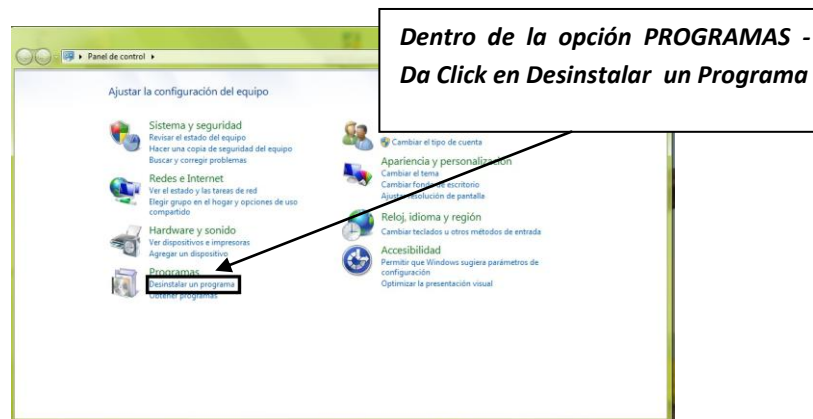 Dentro de la opción PROGRAMAS -
Da Click en Desinstalar un Programa
Panel de control
Ajustar la configuración del equipo
Sistema y seguridad
Revisar el estado del equipo
Hacer una copia de seguridad del equipo
Buscar y corregir problemas
Redes e Internet
Ver el estado y las tareas de red
Elegir grupo en el hogar y opciones de uso
compartido
Hardware y sonido
Ver dispositivos e impresoras
Agregar un dispositivo
Programas
Desinstalar un programa
Obtener programas
Cambiar el tipo de cuenta
Apariencia y personalización
Cambiar el tema
Cambiar fondo de escritorio
Ajustar resolución de pantalla
Reloj, idioma y región
Cambiar teclados u otros métodos de entrada
Accesibilidad
Permitir que Windows sugiera parámetros de
configuración
Optimizar la presentación visual